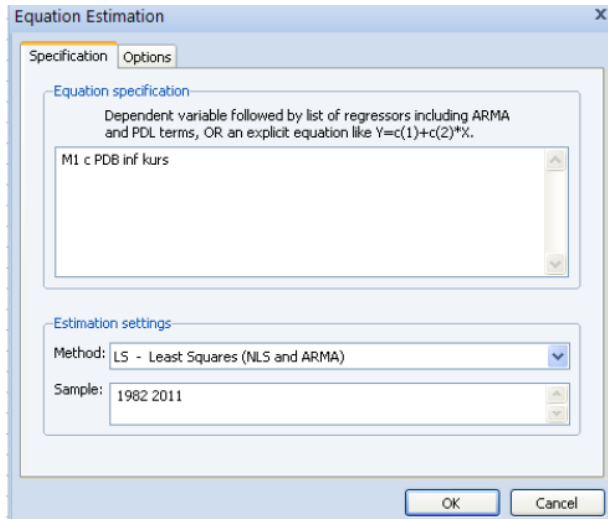 Equation Estimation
x
Specification
Options
Equation specification
Dependent variable followed by list of regressors including ARMA
and PDL terms, OR an explicit equation like Y=c(1)+c(2)*X.
M1 c PDB inf kurs
Estimation settings
Method: LS - Least Squares (NLS and ARMA)
Sample: 1982 2011
OK
Cancel